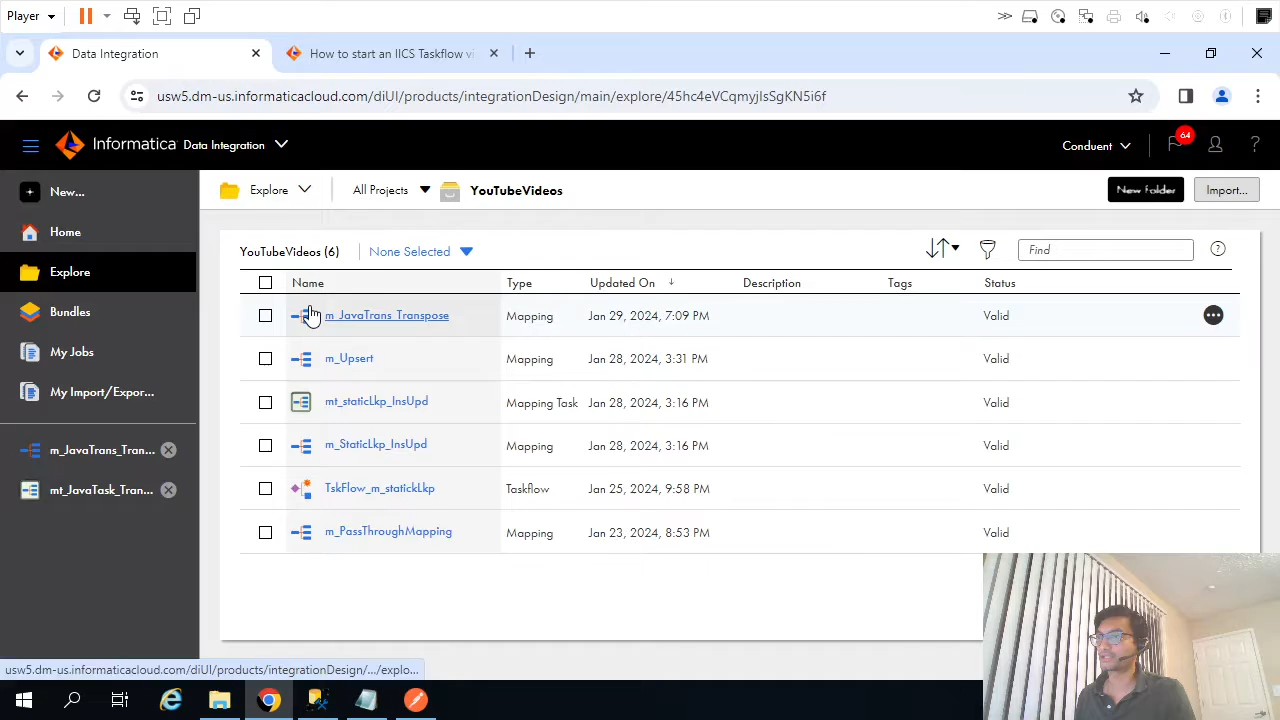 Player
Data Integration
How to start an IICS Taskflow vi
usw5.dm-us.informaticacloud.com/diUI/products/integrationDesign/main/explore/45hc4eVCqmyjIsSgKN5i6f
Informatica Data Integration
Conduent
64
New...
Explore
All Projects
YouTubeVideos
New Folder
Import...
Home
Explore
Bundles
My Jobs
My Import/Expor...
m_JavaTrans_Tran...
mt_JavaTask_Tran...
YouTubeVideos (6)
None Selected
Find
Name Type Updated On Description Tags Status
m_JavaTrans_Transpose Mapping Jan 29, 2024, 7:09 PM Valid
m_Upsert Mapping Jan 28, 2024, 3:31 PM Valid
mt_staticLkp_InsUpd Mapping Task Jan 28, 2024, 3:16 PM Valid
m_StaticLkp_InsUpd Mapping Jan 28, 2024, 3:16 PM Valid
TskFlow_m_statickLkp Taskflow Jan 25, 2024, 9:58 PM Valid
m_PassThroughMapping Mapping Jan 23, 2024, 8:53 PM Valid
usw5.dm-us.informaticacloud.com/diUI/products/integrationDesign/.../explo...